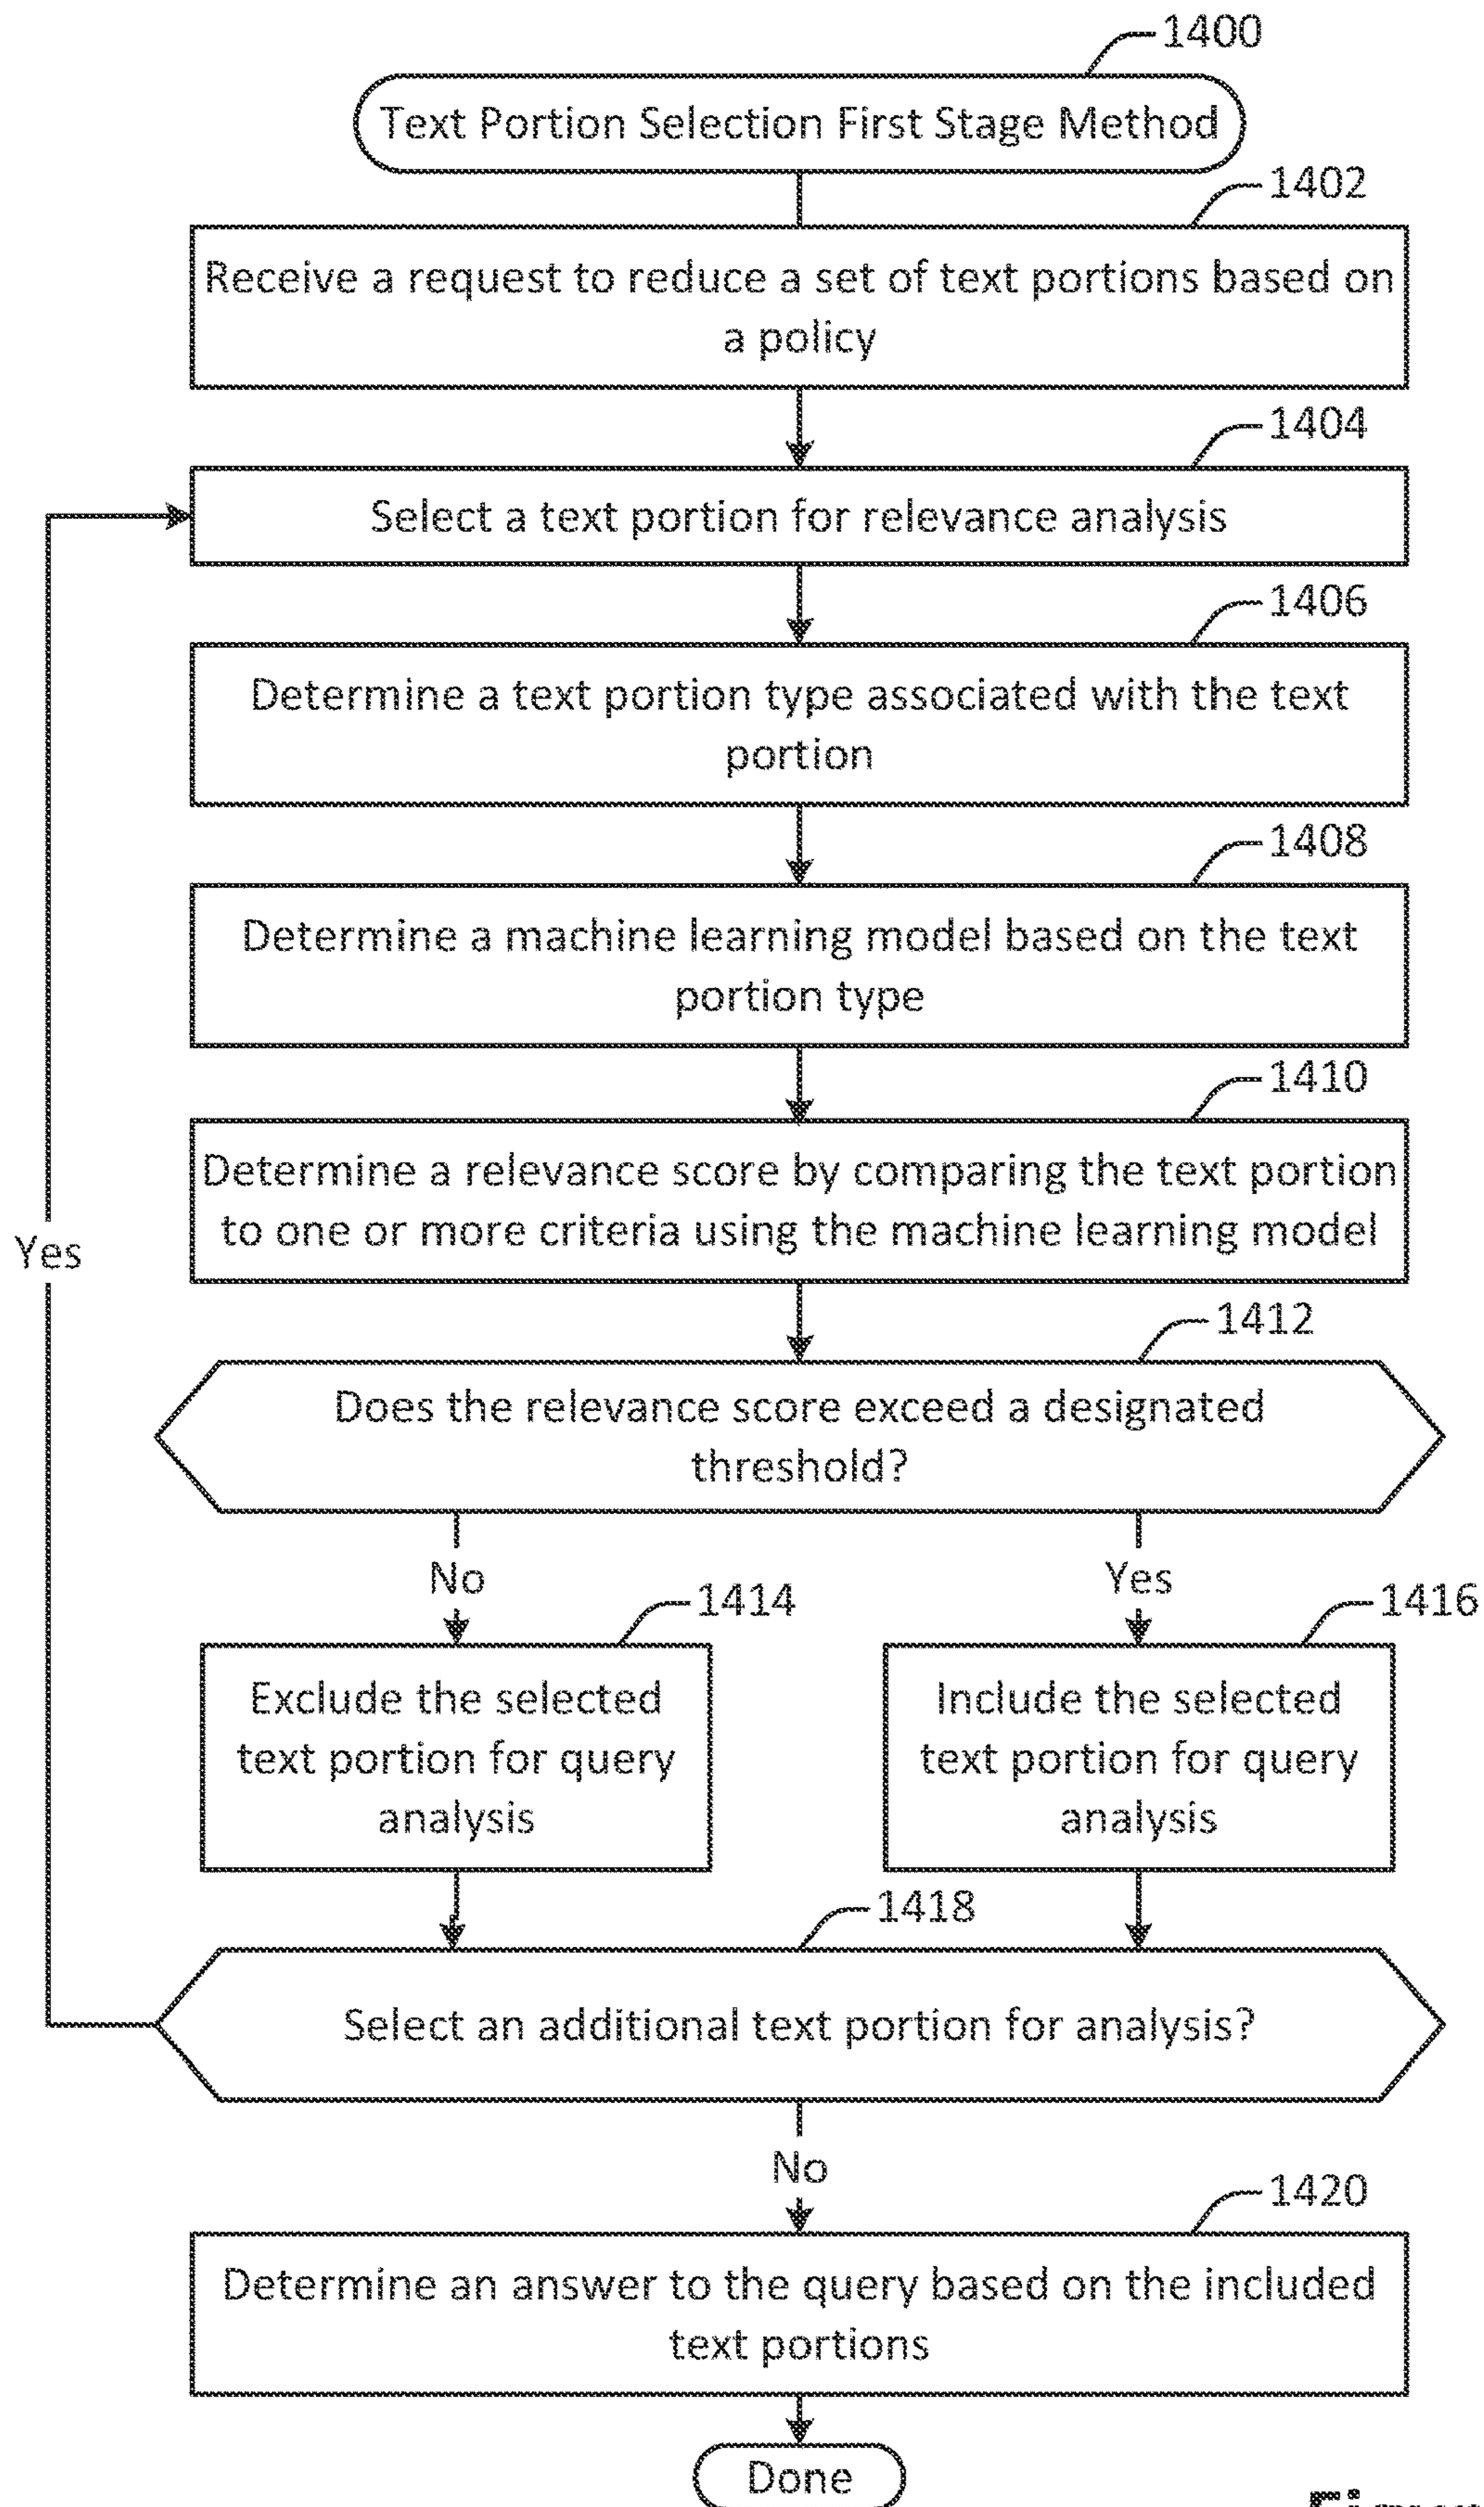 1400
Text Portion Selection First Stage Method
1402
Receive a request to reduce a set of text portions based on
a policy
1404
Select a text portion for relevance analysis
1406
Determine a text portion type associated with the text
portion
1408
Determine a machine learning model based on the text
portion type
1410
Determine a relevance score by comparing the text portion
to one or more criteria using the machine learning model
Yes
1412
Does the relevance score exceed a designated
threshold?
No
Yes
1414
1416
Exclude the selected
text portion for query
analysis
Include the selected
text portion for query
analysis
1418
Select an additional text portion for analysis?
No
1420
Determine an answer to the query based on the included
text portions
Done